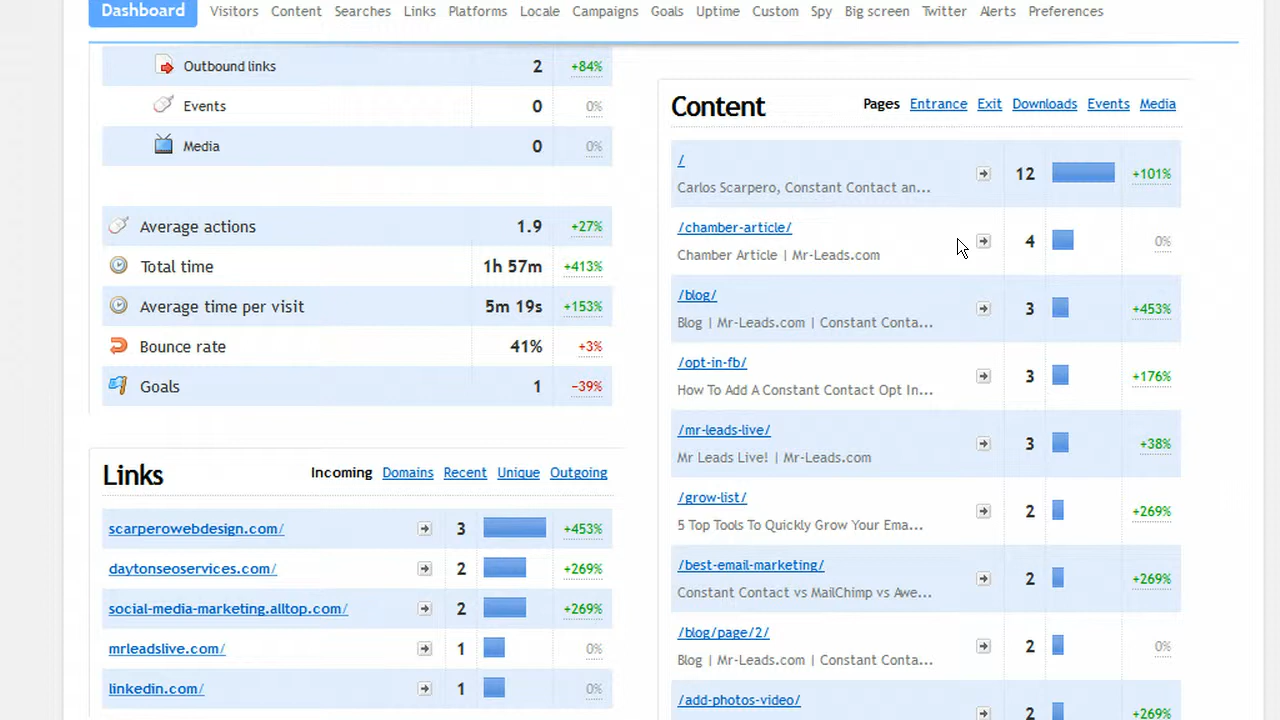 Dashboard Visitors Content Searches Links Platforms Locale Campaigns Goals Uptime Custom Spy Big screen Twitter Alerts Preferences
Outbound links 2 +84%
Events 0 0%
Media 0 0%
Average actions 1.9 +27%
Total time 1h 57m +413%
Average time per visit 5m 19s +153%
Bounce rate 41% +3%
Goals 1 -39%
Links Incoming Domains Recent Unique Outgoing
scarperowebdesign.com/ 3 +453%
daytonseoservices.com/ 2 +269%
social-media-marketing.alltop.com/ 2 +269%
mrleadslive.com/ 1 0%
linkedin.com/ 1 0%
Content Pages Entrance Exit Downloads Events Media
/
Carlos Scarpero, Constant Contact an... 12 +101%
/chamber-article/
Chamber Article | Mr-Leads.com 4 0%
/blog/
Blog | Mr-Leads.com | Constant Conta... 3 +453%
/opt-in-fb/
How To Add A Constant Contact Opt In... 3 +176%
/mr-leads-live/
Mr Leads Live! | Mr-Leads.com 3 +38%
/grow-list/
5 Top Tools To Quickly Grow Your Ema... 2 +269%
/best-email-marketing/
Constant Contact vs MailChimp vs Awe... 2 +269%
/blog/page/2/
Blog | Mr-Leads.com | Constant Conta... 2 0%
/add-photos-video/ 2 +269%